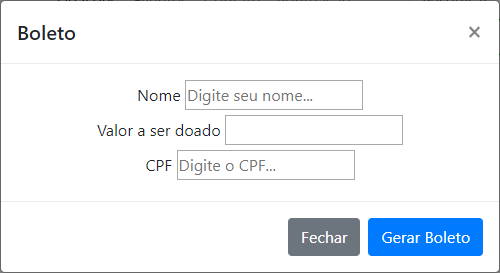 Boleto ×
Nome Digite seu nome...
Valor a ser doado
CPF Digite o CPF...
Fechar Gerar Boleto